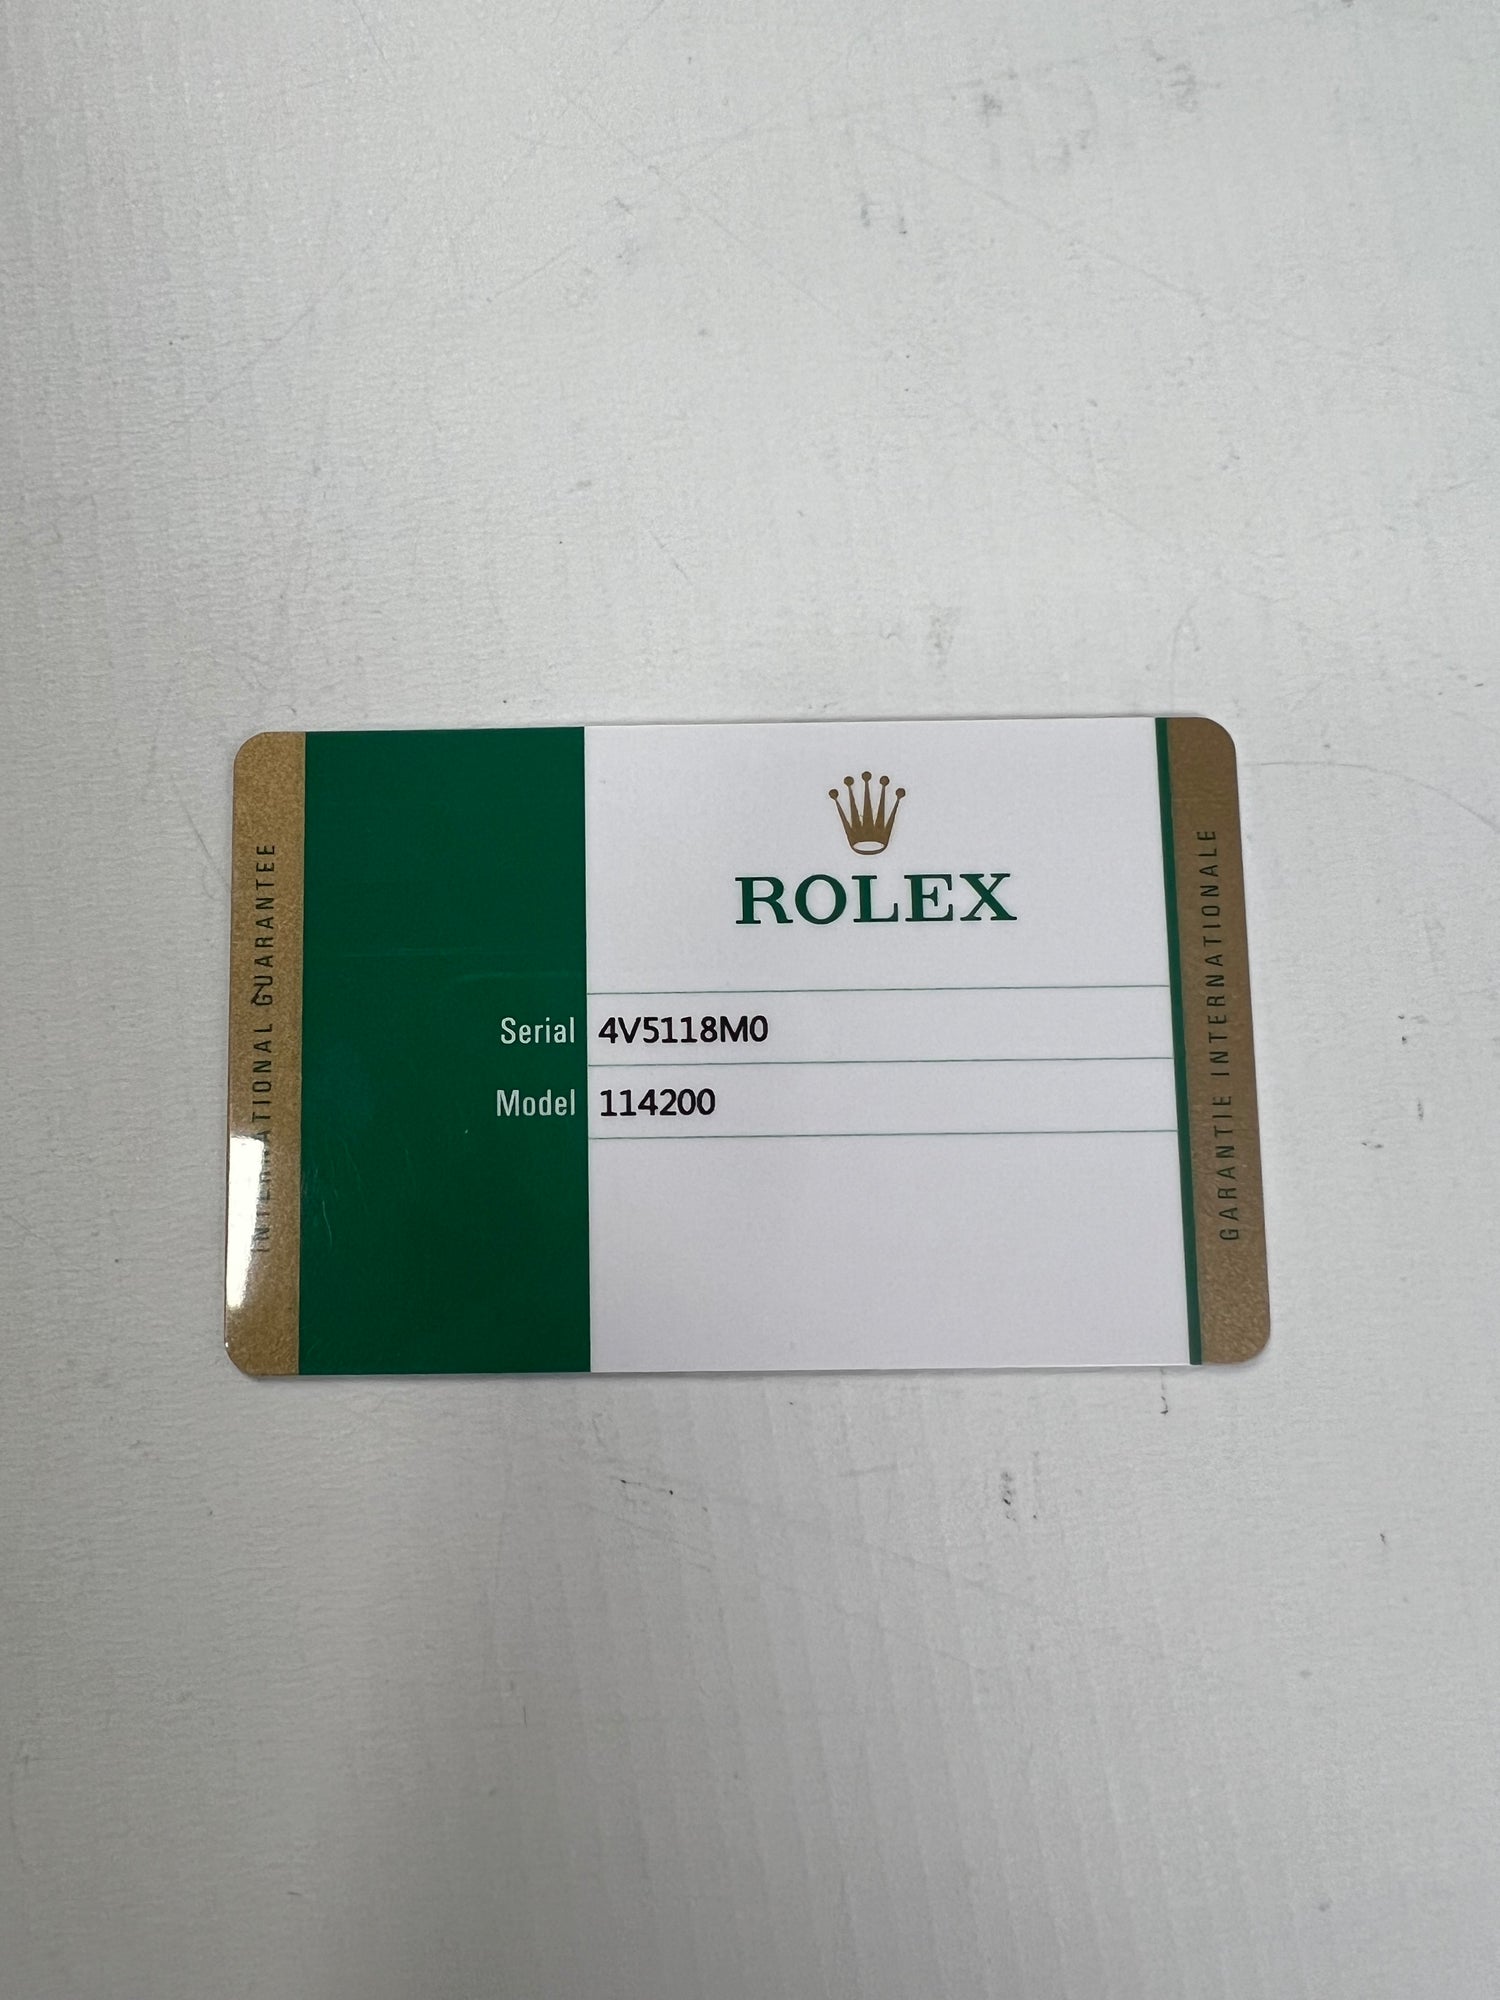 INTERNATIONAL GUARANTEE
ROLEX
Serial 4V5118M0
Model 114200
GARANTIE INTERNATIONALE